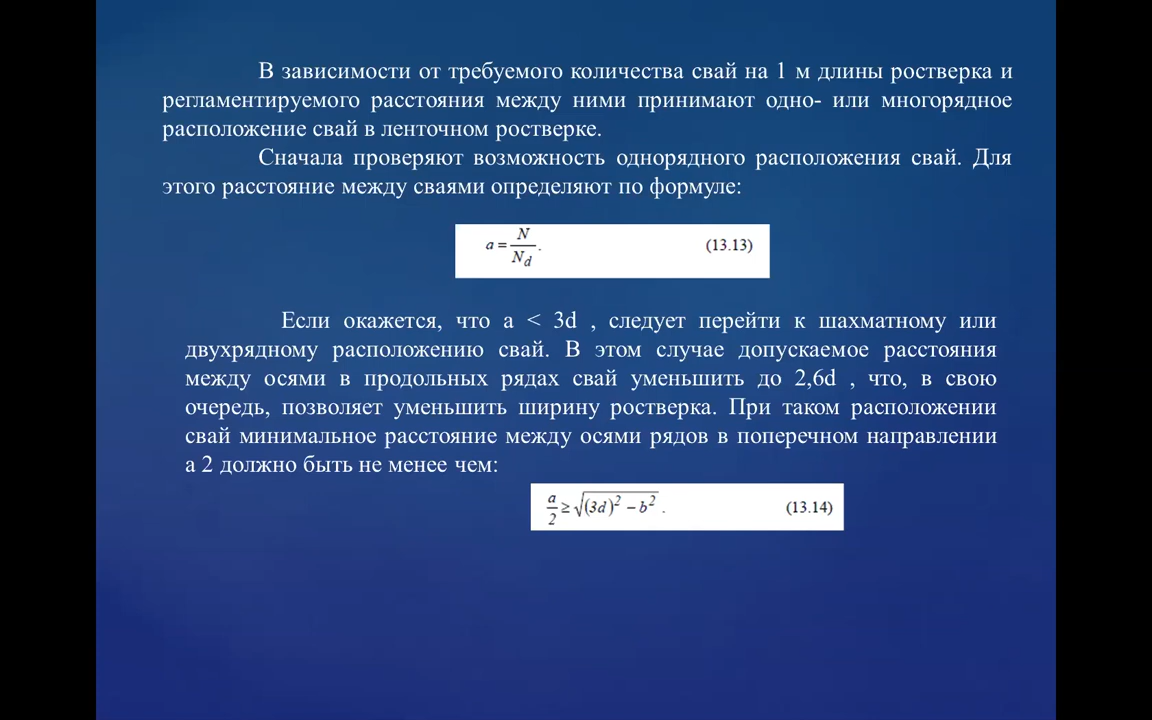 В зависимости от требуемого количества свай на 1 м длины ростверка и
регламентируемого расстояния между ними принимают одно- или многорядное
расположение свай в ленточном ростверке.
Сначала проверяют возможность однорядного расположения свай. Для
этого расстояние между сваями определяют по формуле:
a = N/N_d . (13.13)
Если окажется, что a < 3d , следует перейти к шахматному или
двухрядному расположению свай. В этом случае допускаемое расстояния
между осями в продольных рядах свай уменьшить до 2,6d , что, в свою
очередь, позволяет уменьшить ширину ростверка. При таком расположении
свай минимальное расстояние между осями рядов в поперечном направлении
а 2 должно быть не менее чем:
a/2 ≥ √((3d)² − b²) . (13.14)